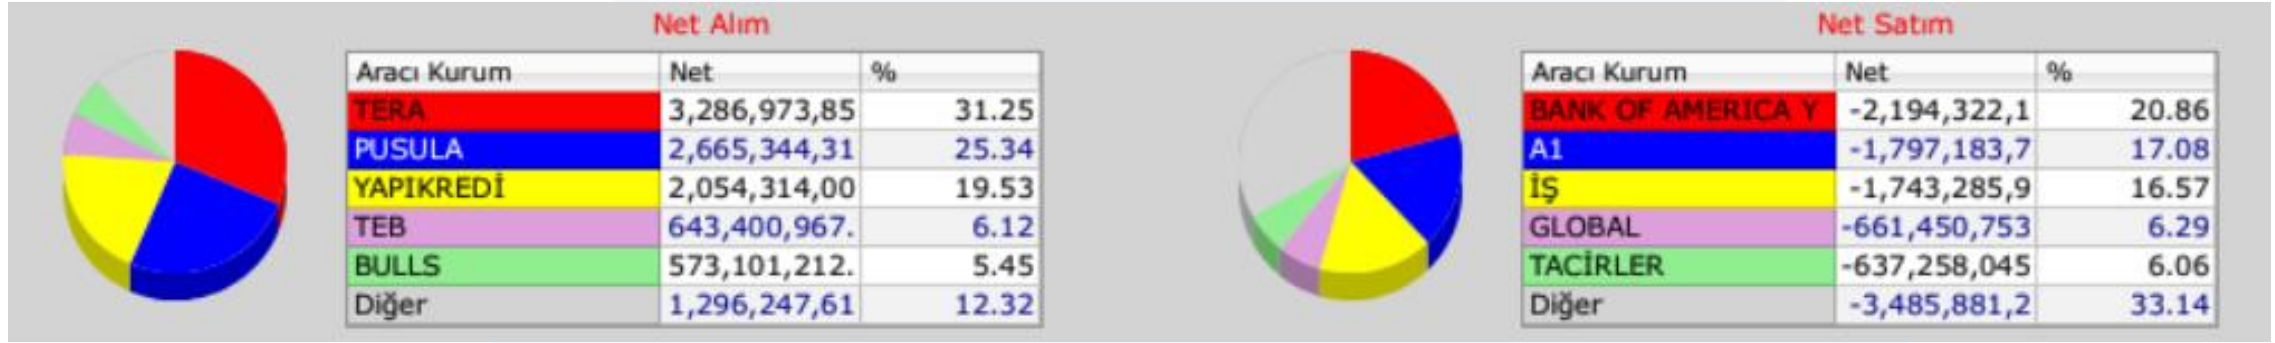 Net Alım
Aracı Kurum Net %
TERA 3,286,973,85 31.25
PUSULA 2,665,344,31 25.34
YAPIKREDİ 2,054,314,00 19.53
TEB 643,400,967. 6.12
BULLS 573,101,212. 5.45
Diğer 1,296,247,61 12.32
Net Satım
Aracı Kurum Net %
BANK OF AMERICA Y -2,194,322,1 20.86
A1 -1,797,183,7 17.08
İŞ -1,743,285,9 16.57
GLOBAL -661,450,753 6.29
TACİRLER -637,258,045 6.06
Diğer -3,485,881,2 33.14